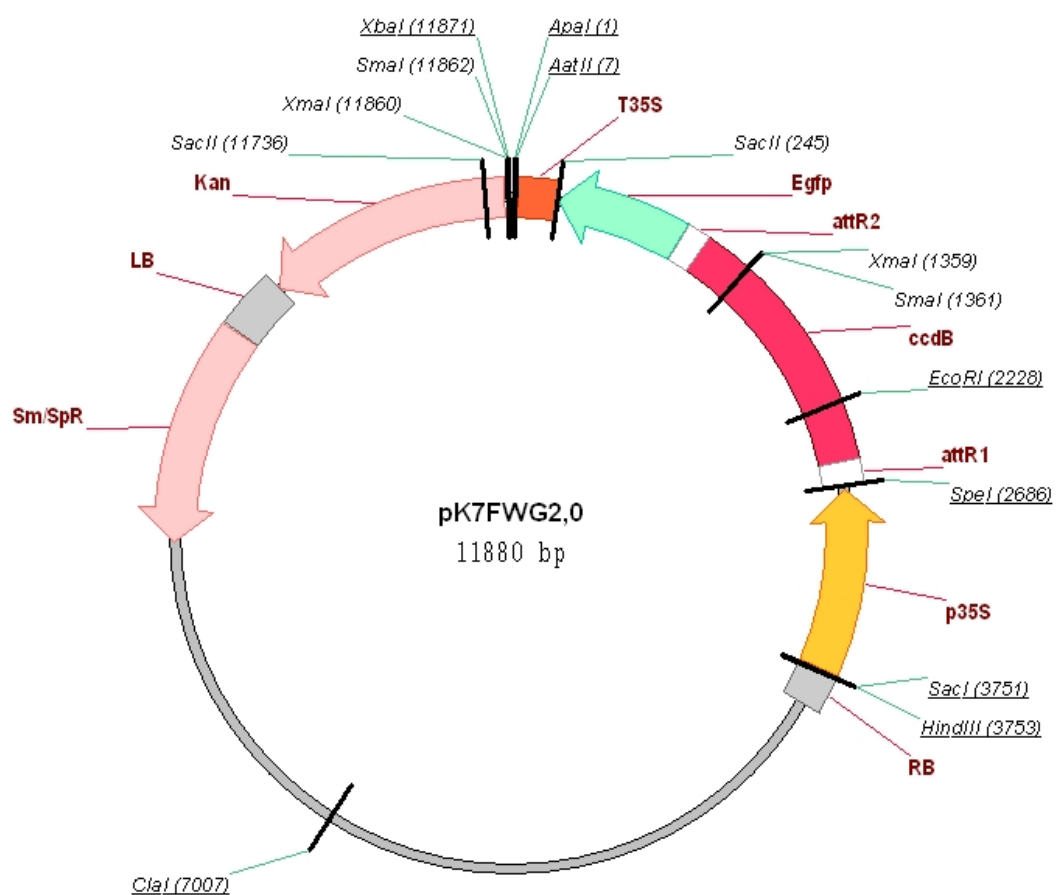 XbaI (11871)
ApaI (1)
SmaI (11862)
AatII (7)
XmaI (11860)
T35S
SacII (11736)
SacII (245)
Kan
Egfp
attR2
LB
XmaI (1359)
SmaI (1361)
ccdB
EcoRI (2228)
Sm/SpR
attR1
SpeI (2686)
pK7FWG2,0
11880 bp
p35S
SacI (3751)
HindIII (3753)
RB
ClaI (7007)